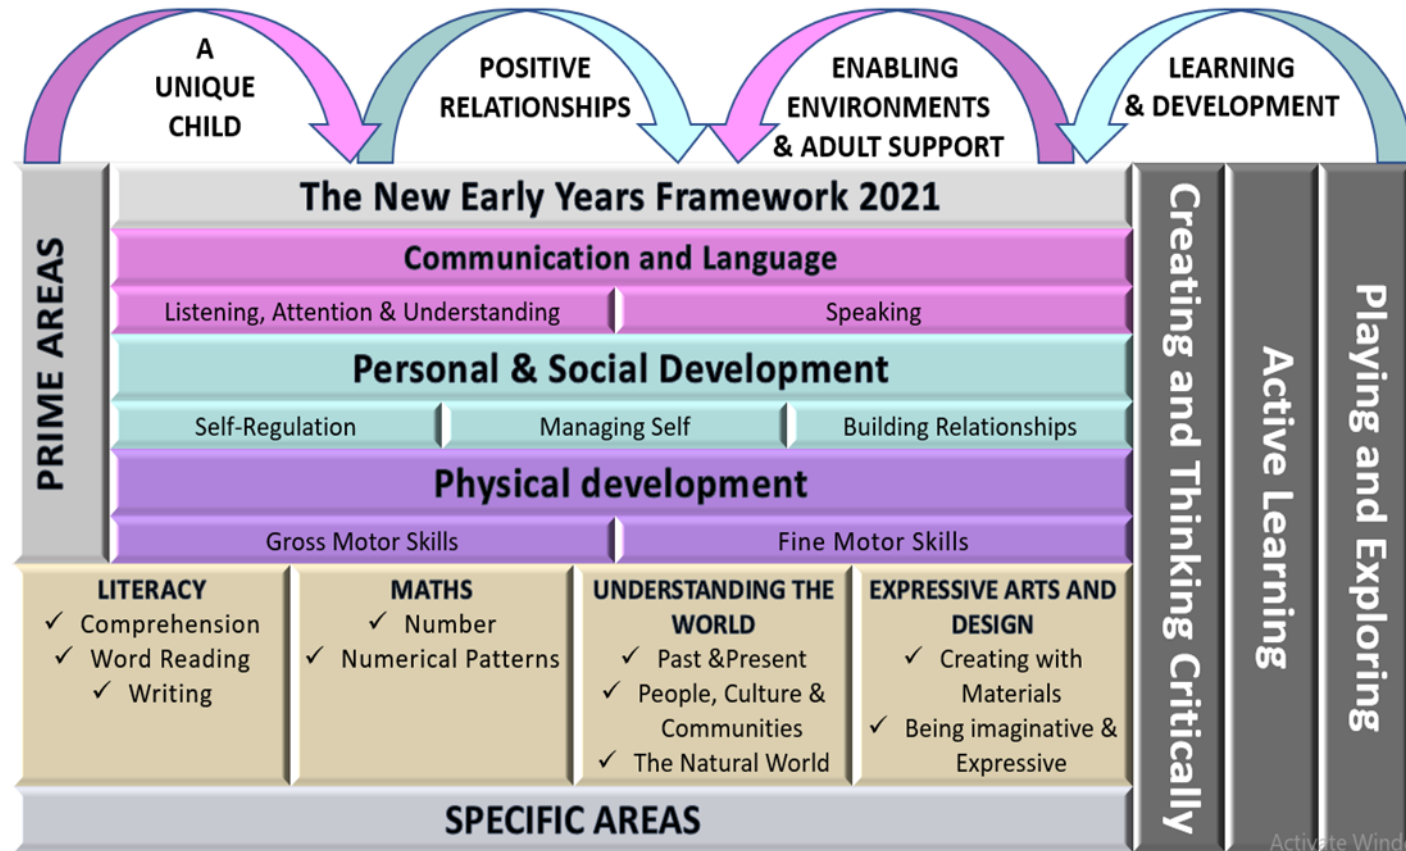 A
UNIQUE
CHILD
POSITIVE
RELATIONSHIPS
ENABLING
ENVIRONMENTS
& ADULT SUPPORT
LEARNING
& DEVELOPMENT
PRIME AREAS
The New Early Years Framework 2021
Communication and Language
Listening, Attention & Understanding
Speaking
Personal & Social Development
Self-Regulation
Managing Self
Building Relationships
Physical development
Gross Motor Skills
Fine Motor Skills
LITERACY
✓ Comprehension
✓ Word Reading
✓ Writing
MATHS
✓ Number
✓ Numerical Patterns
UNDERSTANDING THE
WORLD
✓ Past &Present
✓ People, Culture &
Communities
✓ The Natural World
EXPRESSIVE ARTS AND
DESIGN
✓ Creating with
Materials
✓ Being imaginative &
Expressive
SPECIFIC AREAS
Creating and Thinking Critically
Active Learning
Playing and Exploring
Activate Wind